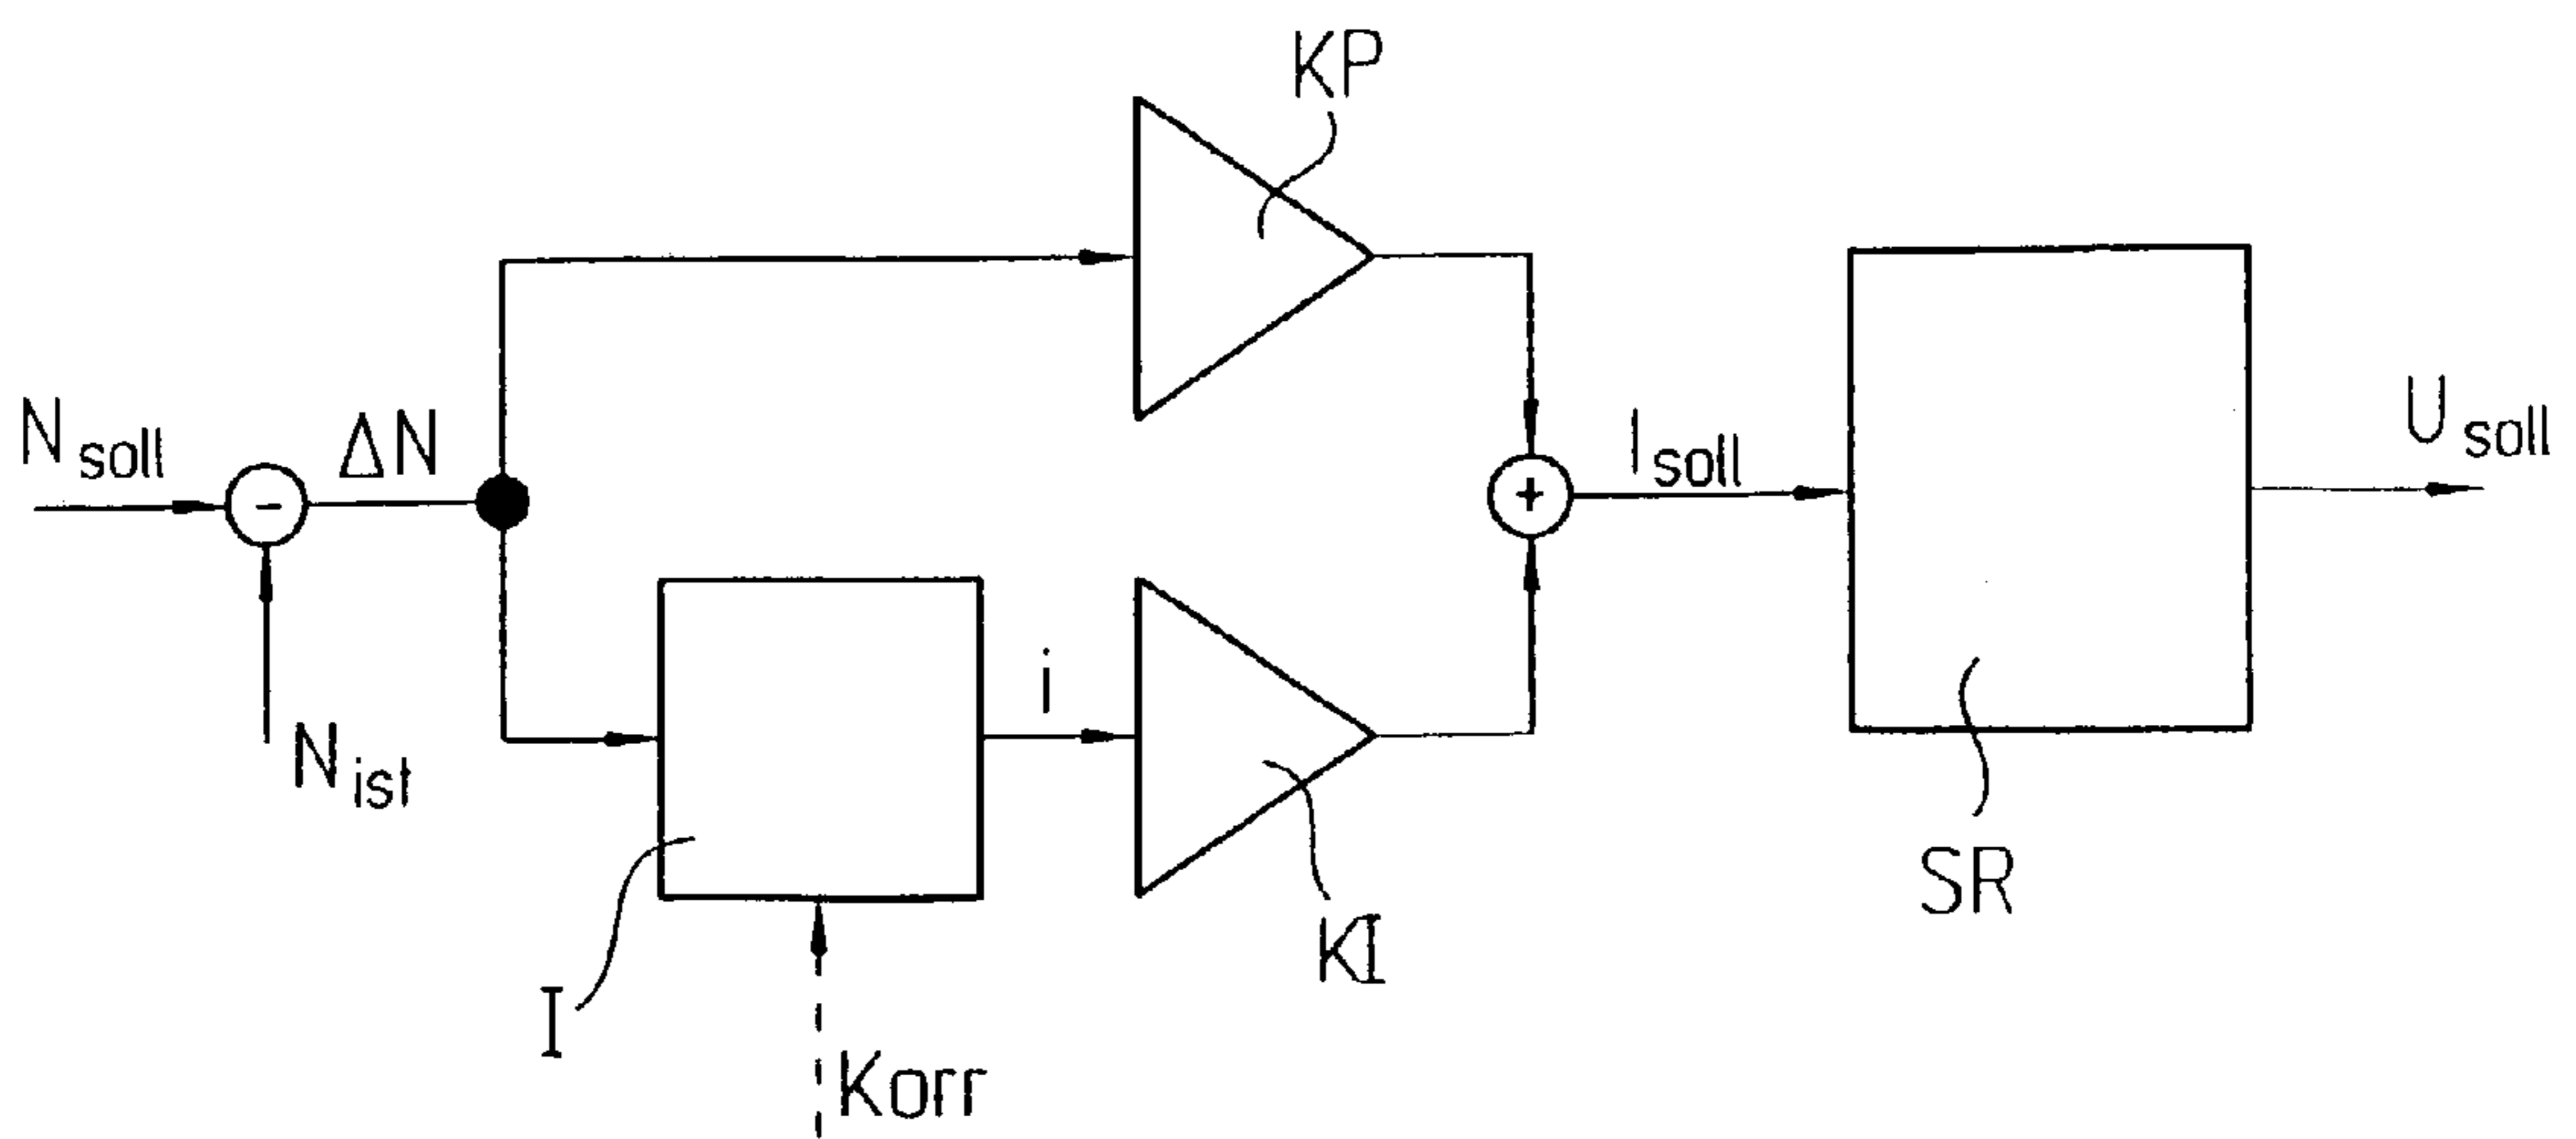 KP
N soll
ΔN
-
+
I soll
U soll
N ist
i
I
KI
SR
Korr